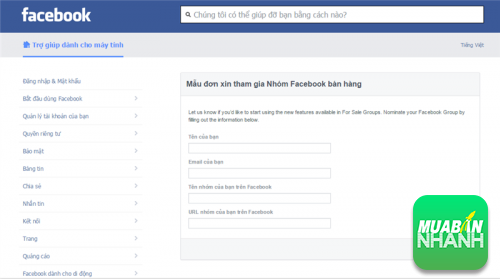 facebook
Chúng tôi có thể giúp đỡ bạn bằng cách nào?
Trợ giúp dành cho máy tính
Tiếng Việt
Đăng nhập & Mật khẩu
Bắt đầu dùng Facebook
Quản lý tài khoản của bạn
Quyền riêng tư
Bảo mật
Bảng tin
Chia sẻ
Nhắn tin
Kết nối
Trang
Quảng cáo
Facebook dành cho di động
Mẫu đơn xin tham gia Nhóm Facebook bán hàng
Let us know if you'd like to start using the new features available in For Sale Groups. Nominate your Facebook Group by
filling out the information below.
Tên của bạn
Email của bạn
Tên nhóm của bạn trên Facebook
URL nhóm của bạn trên Facebook
MUABÁN
NHANH